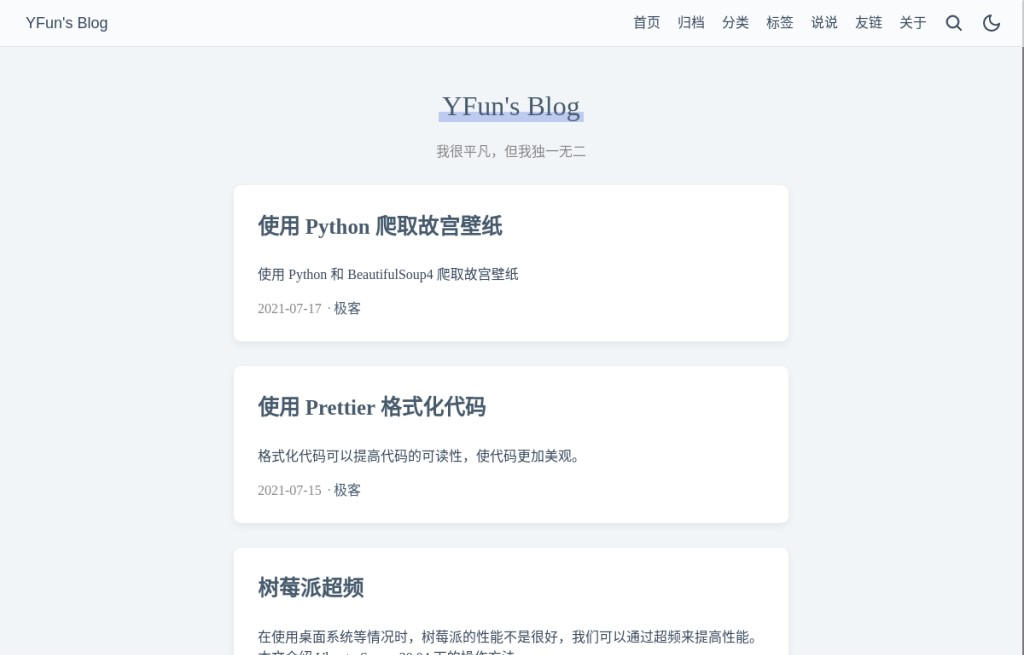 YFun's Blog
首页 归档 分类 标签 说说 友链 关于
YFun's Blog
我很平凡，但我独一无二
使用 Python 爬取故宫壁纸
使用 Python 和 BeautifulSoup4 爬取故宫壁纸
2021-07-17 · 极客
使用 Prettier 格式化代码
格式化代码可以提高代码的可读性，使代码更加美观。
2021-07-15 · 极客
树莓派超频
在使用桌面系统等情况时，树莓派的性能不是很好，我们可以通过超频来提高性能。